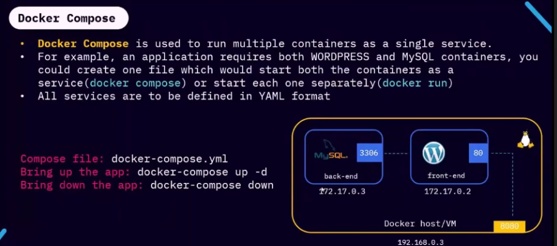 Docker Compose
• Docker Compose is used to run multiple containers as a single service.
• For example, an application requires both WORDPRESS and MySQL containers, you
could create one file which would start both the containers as a
service(docker compose) or start each one separately(docker run)
• All services are to be defined in YAML format
Compose file: docker-compose.yml
Bring up the app: docker-compose up -d
Bring down the app: docker-compose down
MySQL
3306
80
back-end
front-end
172.17.0.3
172.17.0.2
Docker host/VM
192.168.0.3